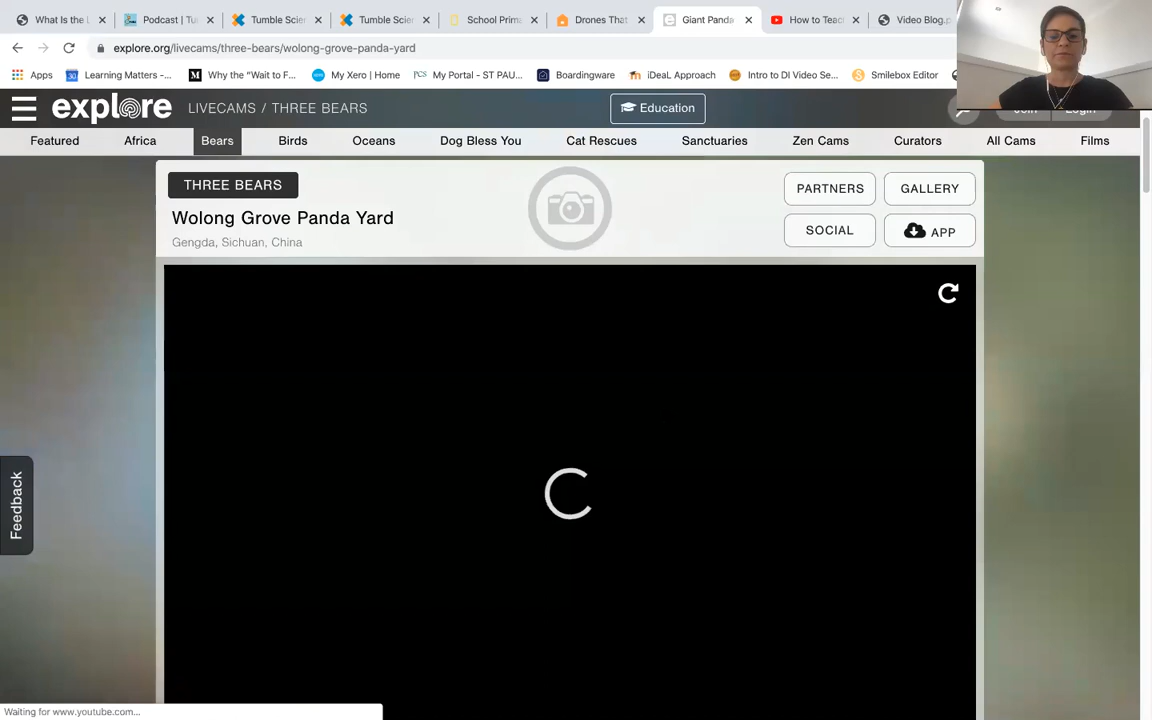 What Is the L
Podcast | Tu
Tumble Scie
Tumble Scie
School Prim
Drones That
Giant Panda
How to Teac
Video Blog.p
explore.org/livecams/three-bears/wolong-grove-panda-yard
Apps
Learning Matters -...
Why the “Wait to F...
My Xero | Home
PCS My Portal - ST PAU...
Boardingware
iDeaL Approach
Intro to DI Video Se...
Smilebox Editor
explore
LIVECAMS / THREE BEARS
Education
Featured
Africa
Bears
Birds
Oceans
Dog Bless You
Cat Rescues
Sanctuaries
Zen Cams
Curators
All Cams
Films
THREE BEARS
Wolong Grove Panda Yard
Gengda, Sichuan, China
PARTNERS
GALLERY
SOCIAL
APP
Feedback
Waiting for www.youtube.com...